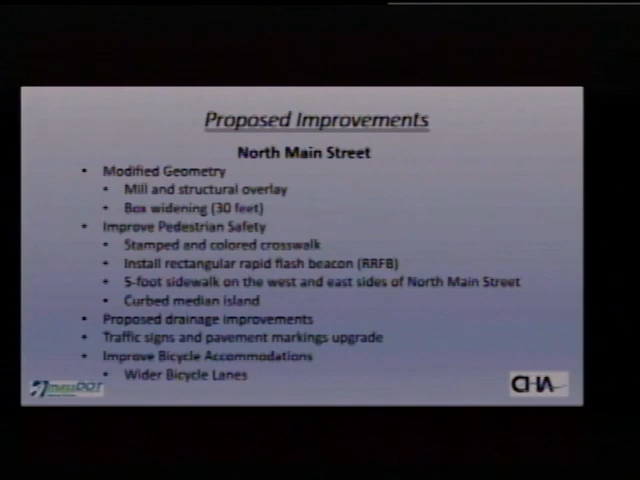 Proposed Improvements
North Main Street
• Modified Geometry
• Mill and structural overlay
• Box widening (30 feet)
• Improve Pedestrian Safety
• Stamped and colored crosswalk
• Install rectangular rapid flash beacon (RRFB)
• 5-foot sidewalk on the west and east sides of North Main Street
• Curbed median island
• Proposed drainage improvements
• Traffic signs and pavement markings upgrade
• Improve Bicycle Accommodations
• Wider Bicycle Lanes
massDOT
CHA